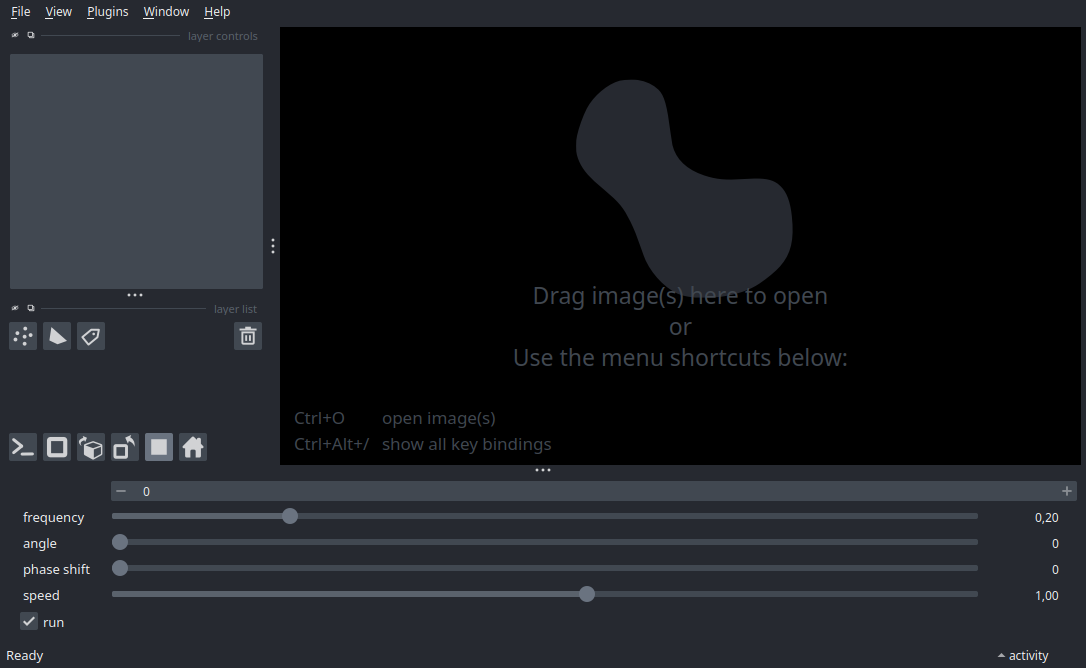 File View Plugins Window Help
layer controls
layer list
Drag image(s) here to open
or
Use the menu shortcuts below:
Ctrl+O open image(s)
Ctrl+Alt+/ show all key bindings
− 0 +
frequency 0,20
angle 0
phase shift 0
speed 1,00
run
Ready activity